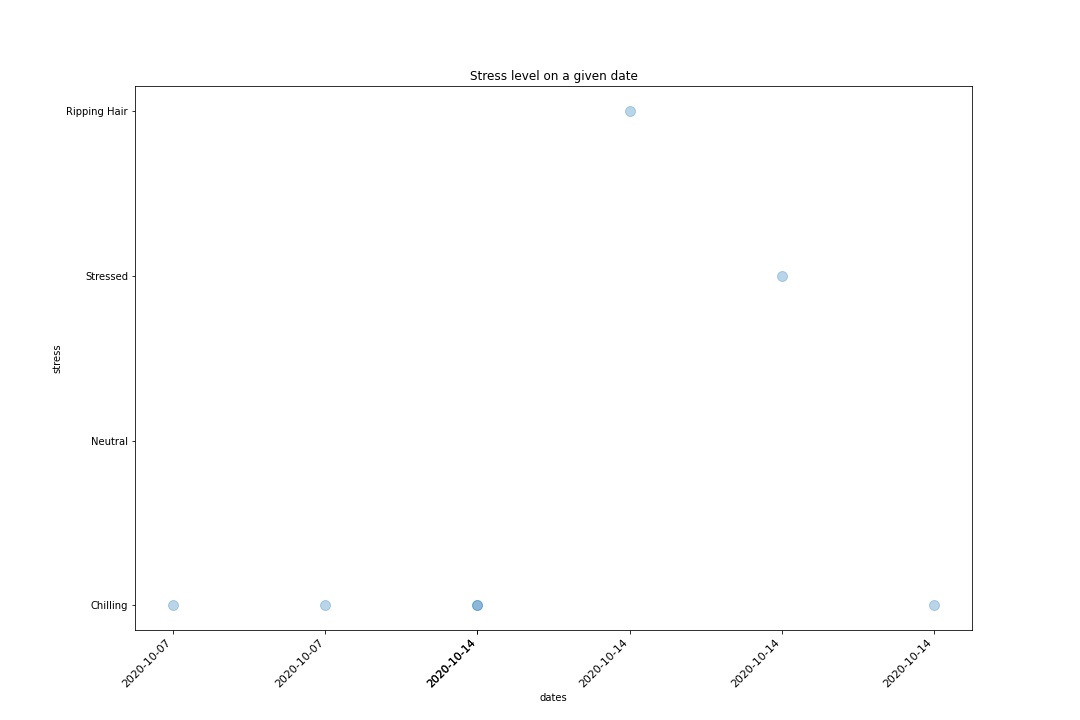 Stress level on a given date
Ripping Hair
Stressed
Neutral
Chilling
stress
2020-10-07
2020-10-07
2020-10-14
2020-10-14
2020-10-14
2020-10-14
dates